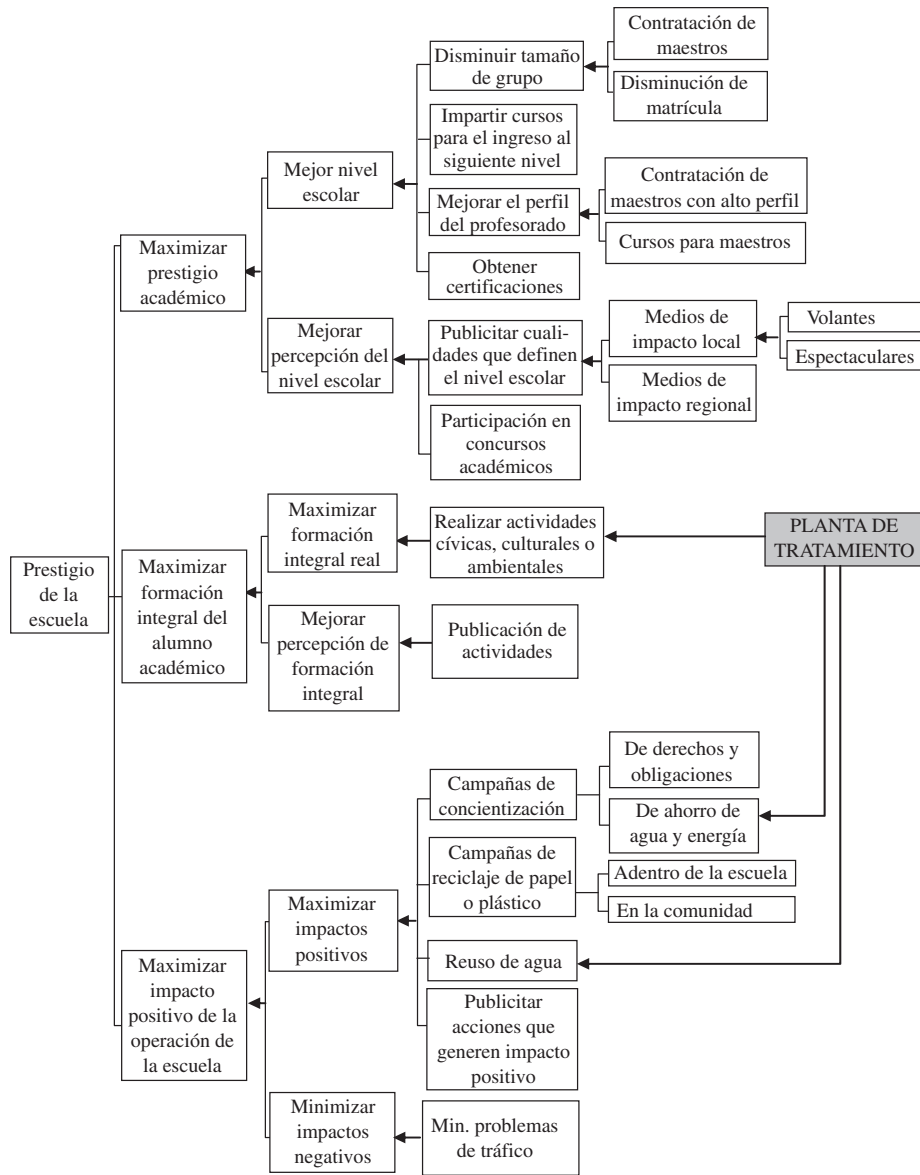 Contratación de
maestros
Disminuir tamaño
de grupo
Disminución de
matrícula
Impartir cursos
para el ingreso al
siguiente nivel
Mejor nivel
escolar
Contratación de
maestros con alto perfil
Mejorar el perfil
del profesorado
Cursos para maestros
Maximizar
prestigio
académico
Obtener
certificaciones
Mejorar
percepción del
nivel escolar
Publicitar cuali-
dades que definen
el nivel escolar
Medios de
impacto local
Volantes
Espectaculares
Medios de
impacto regional
Participación en
concursos
académicos
Prestigio
de la
escuela
Maximizar
formación
integral del
alumno
académico
Maximizar
formación
integral real
Realizar actividades
cívicas, culturales o
ambientales
PLANTA DE
TRATAMIENTO
Mejorar
percepción de
formación
integral
Publicación de
actividades
Maximizar
impacto
positivo de la
operación de
la escuela
Maximizar
impactos
positivos
Campañas de
concientización
De derechos y
obligaciones
De ahorro de
agua y energía
Campañas de
reciclaje de papel
o plástico
Adentro de la escuela
En la comunidad
Reuso de agua
Publicitar
acciones que
generen impacto
positivo
Minimizar
impactos
negativos
Min. problemas
de tráfico